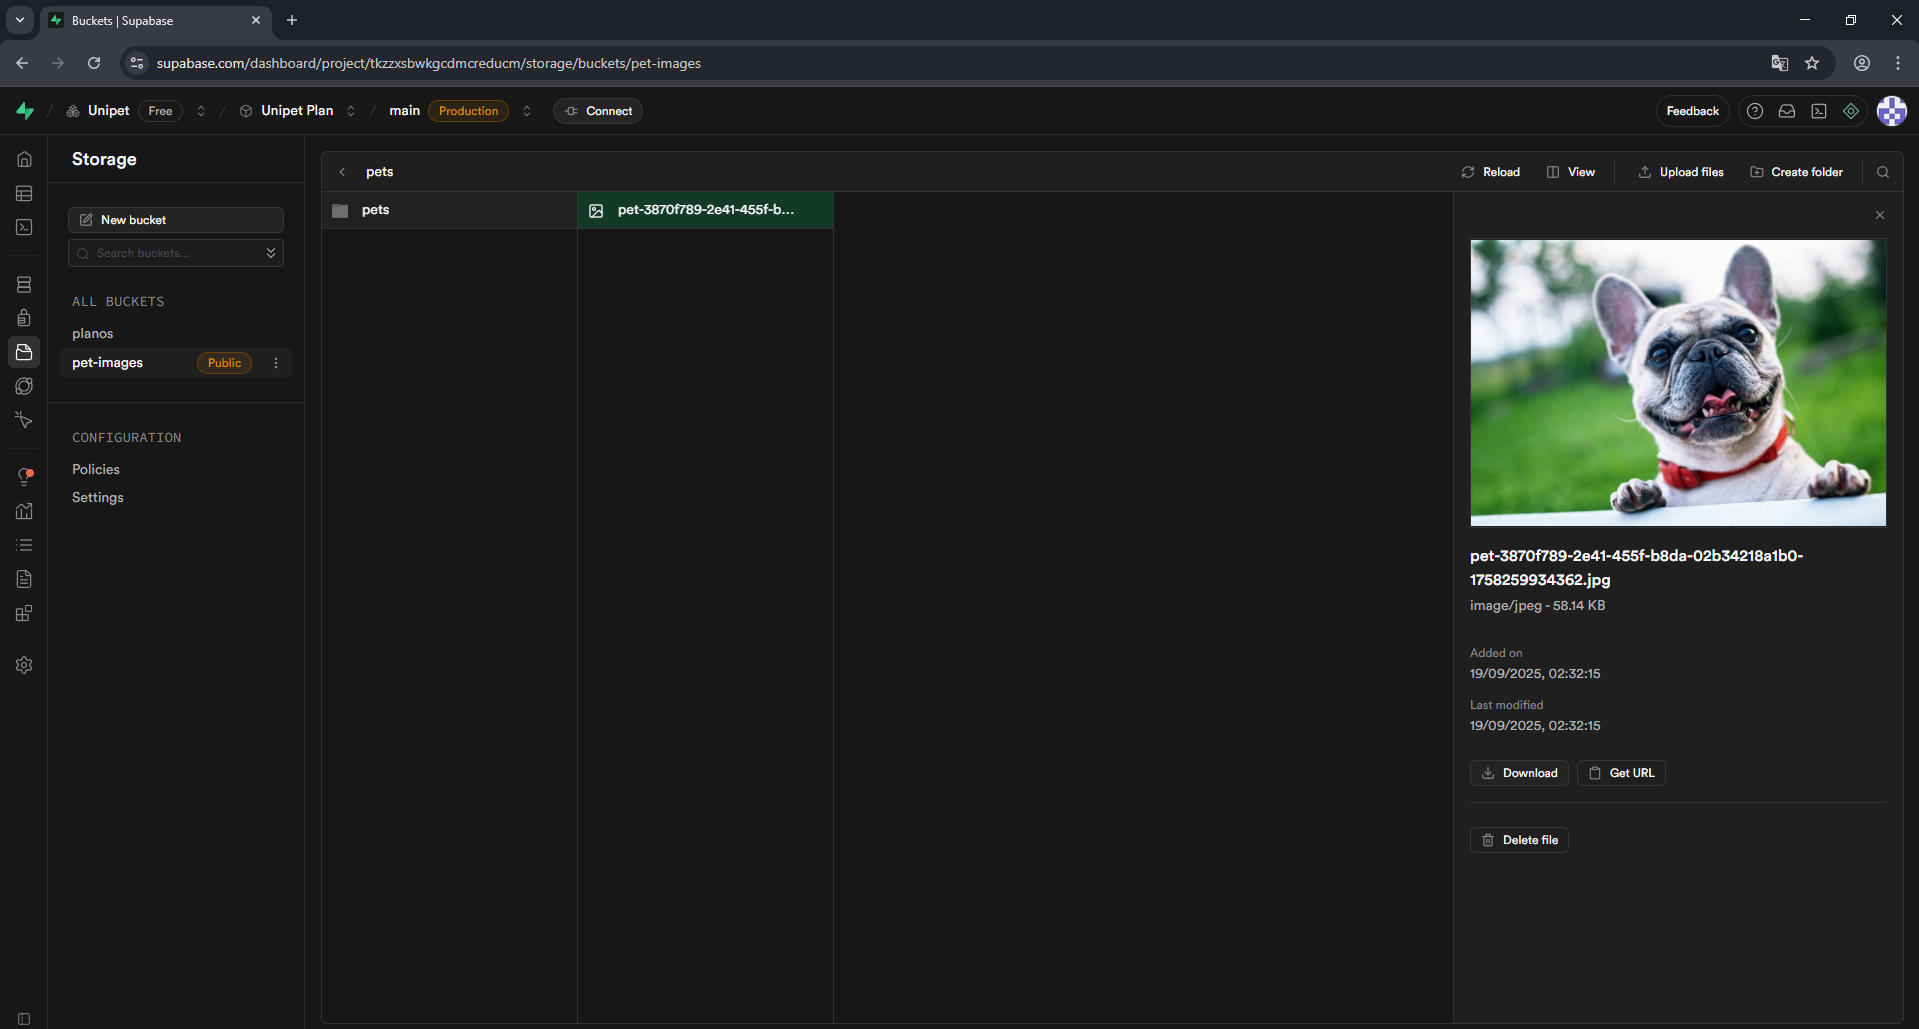 Buckets | Supabase
supabase.com/dashboard/project/tkzzxsbwkgcdmcreducm/storage/buckets/pet-images
Unipet Free Unipet Plan main Production Connect Feedback
Storage
New bucket
Search buckets...
ALL BUCKETS
planos
pet-images Public
CONFIGURATION
Policies
Settings
pets Reload View Upload files Create folder
pets pet-3870f789-2e41-455f-b...
pet-3870f789-2e41-455f-b8da-02b34218a1b0-
1758259934362.jpg
image/jpeg - 58.14 KB
Added on
19/09/2025, 02:32:15
Last modified
19/09/2025, 02:32:15
Download Get URL
Delete file